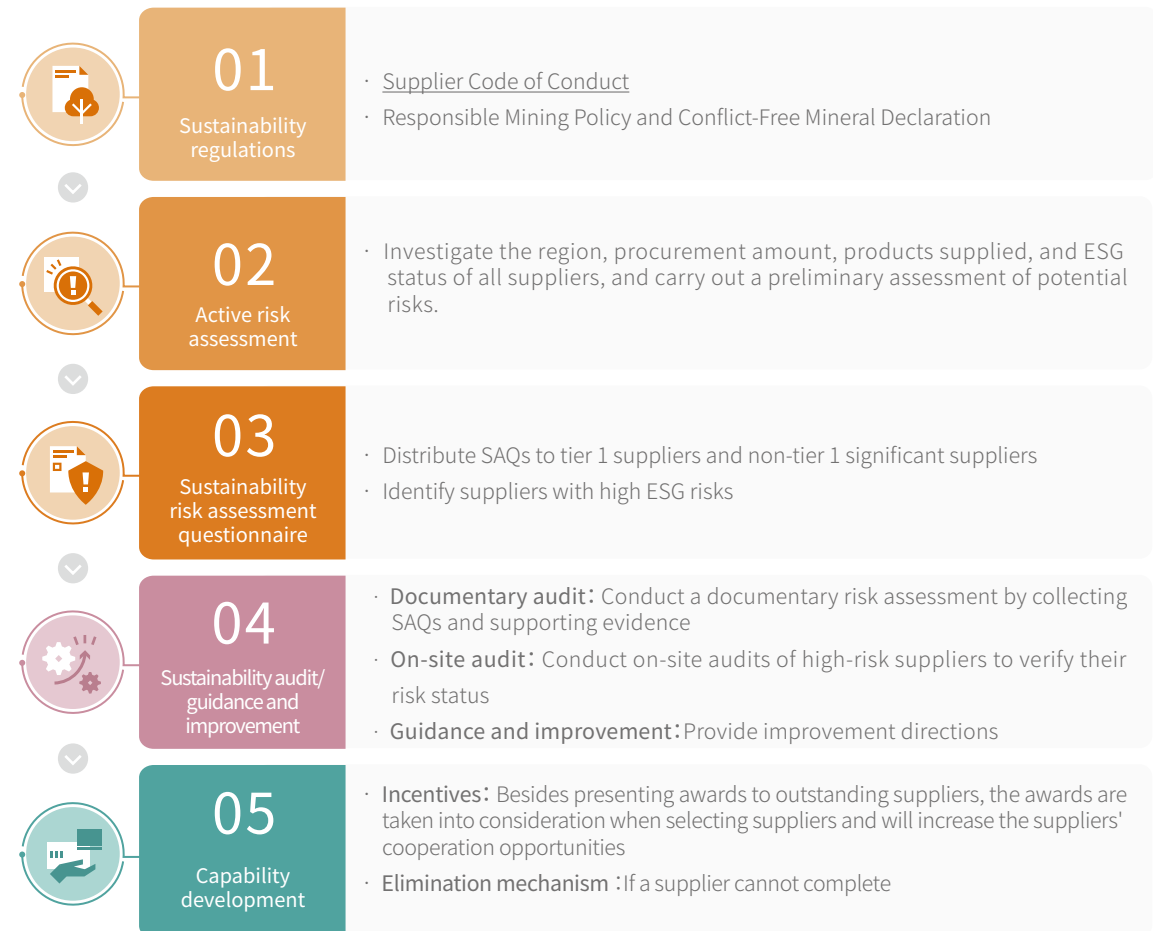 01
Sustainability
regulations
· Supplier Code of Conduct
· Responsible Mining Policy and Conflict-Free Mineral Declaration
02
Active risk
assessment
· Investigate the region, procurement amount, products supplied, and ESG
status of all suppliers, and carry out a preliminary assessment of potential
risks.
03
Sustainability
risk assessment
questionnaire
· Distribute SAQs to tier 1 suppliers and non-tier 1 significant suppliers
· Identify suppliers with high ESG risks
04
Sustainability audit/
guidance and
improvement
· Documentary audit: Conduct a documentary risk assessment by collecting
SAQs and supporting evidence
· On-site audit: Conduct on-site audits of high-risk suppliers to verify their
risk status
· Guidance and improvement:Provide improvement directions
05
Capability
development
· Incentives: Besides presenting awards to outstanding suppliers, the awards are
taken into consideration when selecting suppliers and will increase the suppliers'
cooperation opportunities
· Elimination mechanism :If a supplier cannot complete